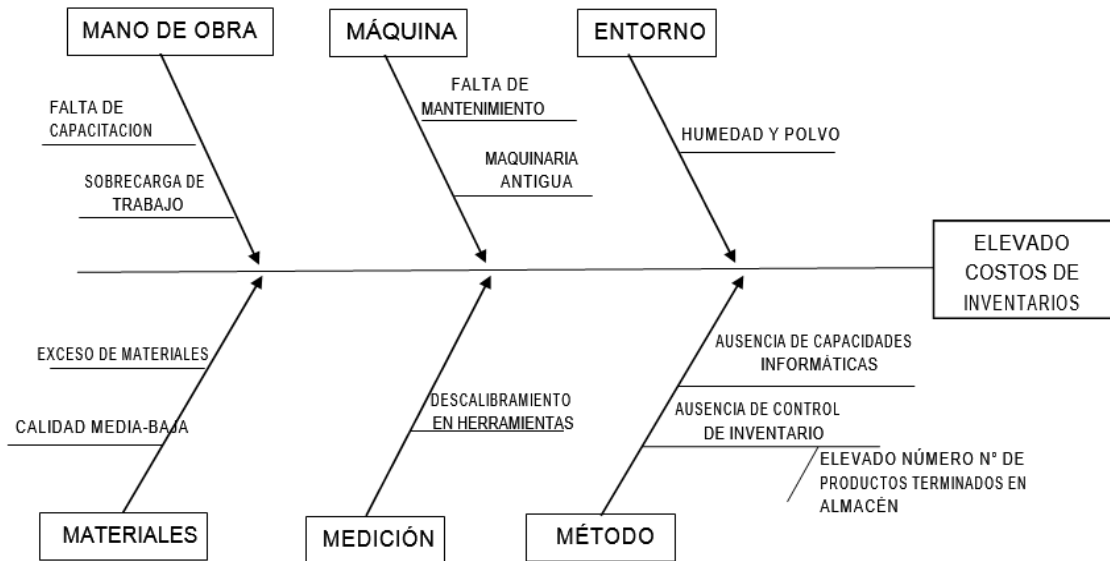 MANO DE OBRA
MÁQUINA
ENTORNO
FALTA DE
CAPACITACION
SOBRECARGA DE
TRABAJO
FALTA DE
MANTENIMIENTO
MAQUINARIA
ANTIGUA
HUMEDAD Y POLVO
ELEVADO
COSTOS DE
INVENTARIOS
EXCESO DE MATERIALES
CALIDAD MEDIA-BAJA
DESCALIBRAMIENTO
EN HERRAMIENTAS
AUSENCIA DE CAPACIDADES
INFORMÁTICAS
AUSENCIA DE CONTROL
DE INVENTARIO
ELEVADO NÚMERO N° DE
PRODUCTOS TERMINADOS EN
ALMACÉN
MATERIALES
MEDICIÓN
MÉTODO